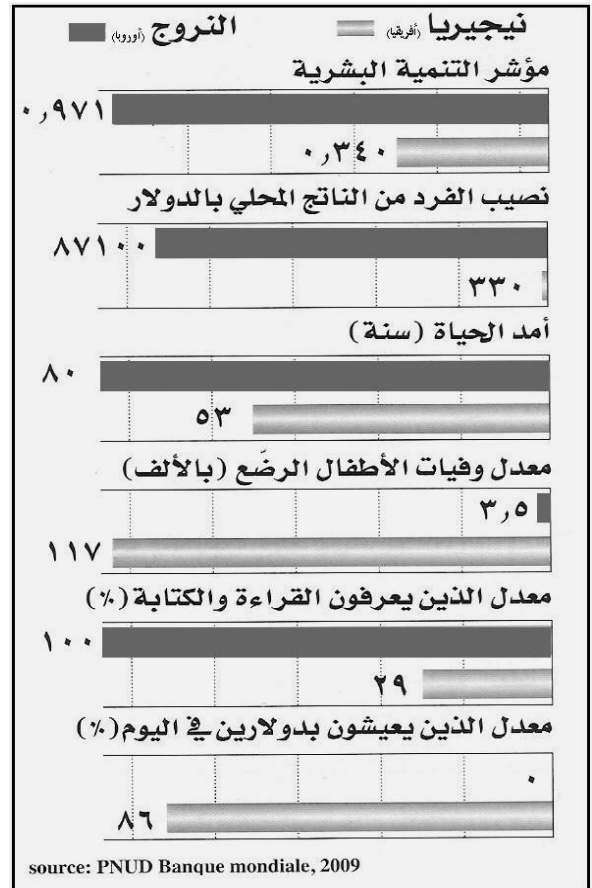 نيجيريا (أفريقيا) النروج (أوروبا)
مؤشر التنمية البشرية
٠,٩٧١
٠,٣٤٠
نصيب الفرد من الناتج المحلي بالدولار
٨٧١٠٠
٣٣٠
أمد الحياة (سنة)
٨٠
٥٣
معدل وفيات الأطفال الرضّع (بالألف)
٣,٥
١١٧
معدل الذين يعرفون القراءة والكتابة (٪)
١٠٠
٢٩
معدل الذين يعيشون بدولارين في اليوم (٪)
٠
٨٦
source: PNUD Banque mondiale, 2009